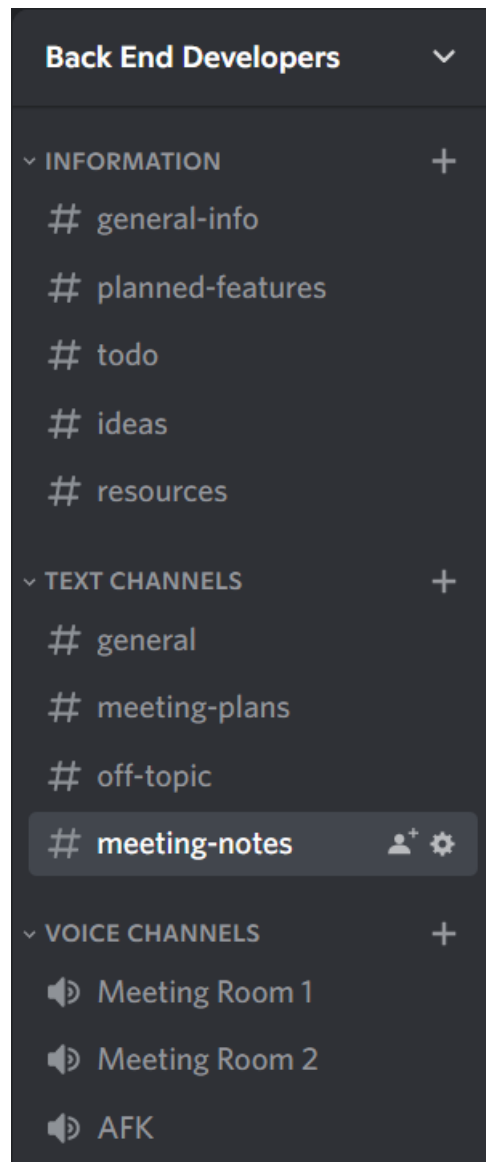 Back End Developers
INFORMATION
# general-info
# planned-features
# todo
# ideas
# resources
TEXT CHANNELS
# general
# meeting-plans
# off-topic
# meeting-notes
VOICE CHANNELS
Meeting Room 1
Meeting Room 2
AFK